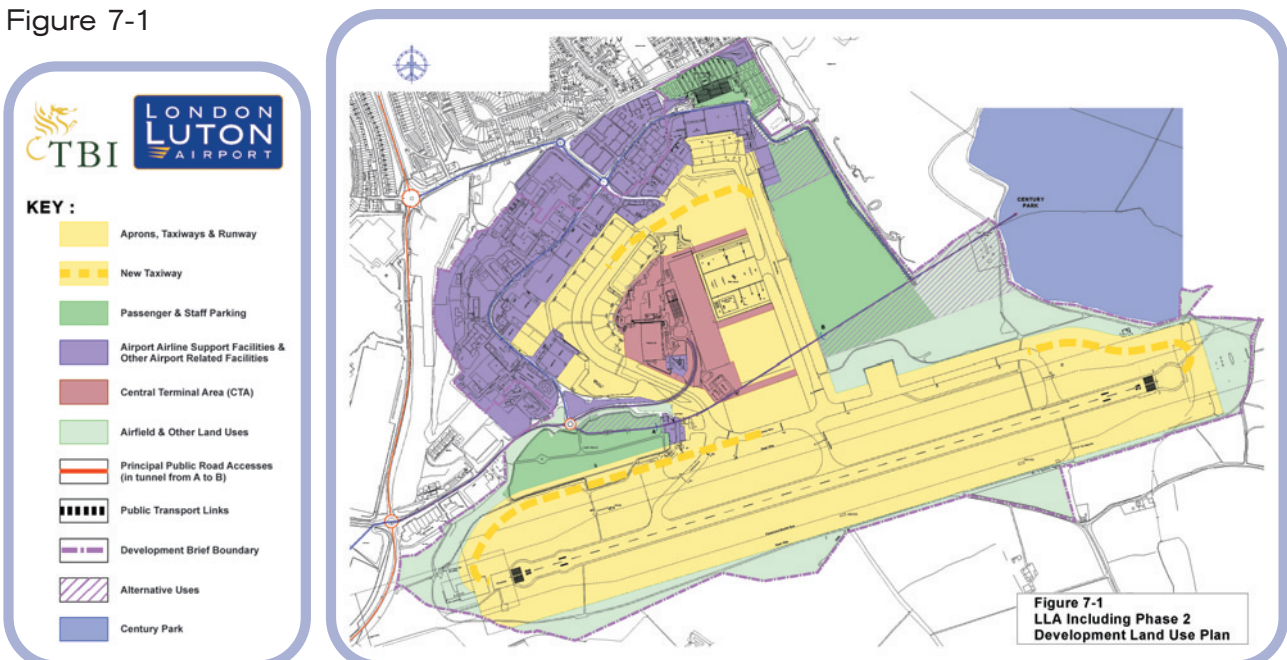 Figure 7-1
TBI
LONDON
LUTON
AIRPORT
KEY :
Aprons, Taxiways & Runway
New Taxiway
Passenger & Staff Parking
Airport Airline Support Facilities &
Other Airport Related Facilities
Central Terminal Area (CTA)
Airfield & Other Land Uses
Principal Public Road Accesses
(in tunnel from A to B)
Public Transport Links
Development Brief Boundary
Alternative Uses
Century Park
CENTURY
PARK
Figure 7-1
LLA Including Phase 2
Development Land Use Plan